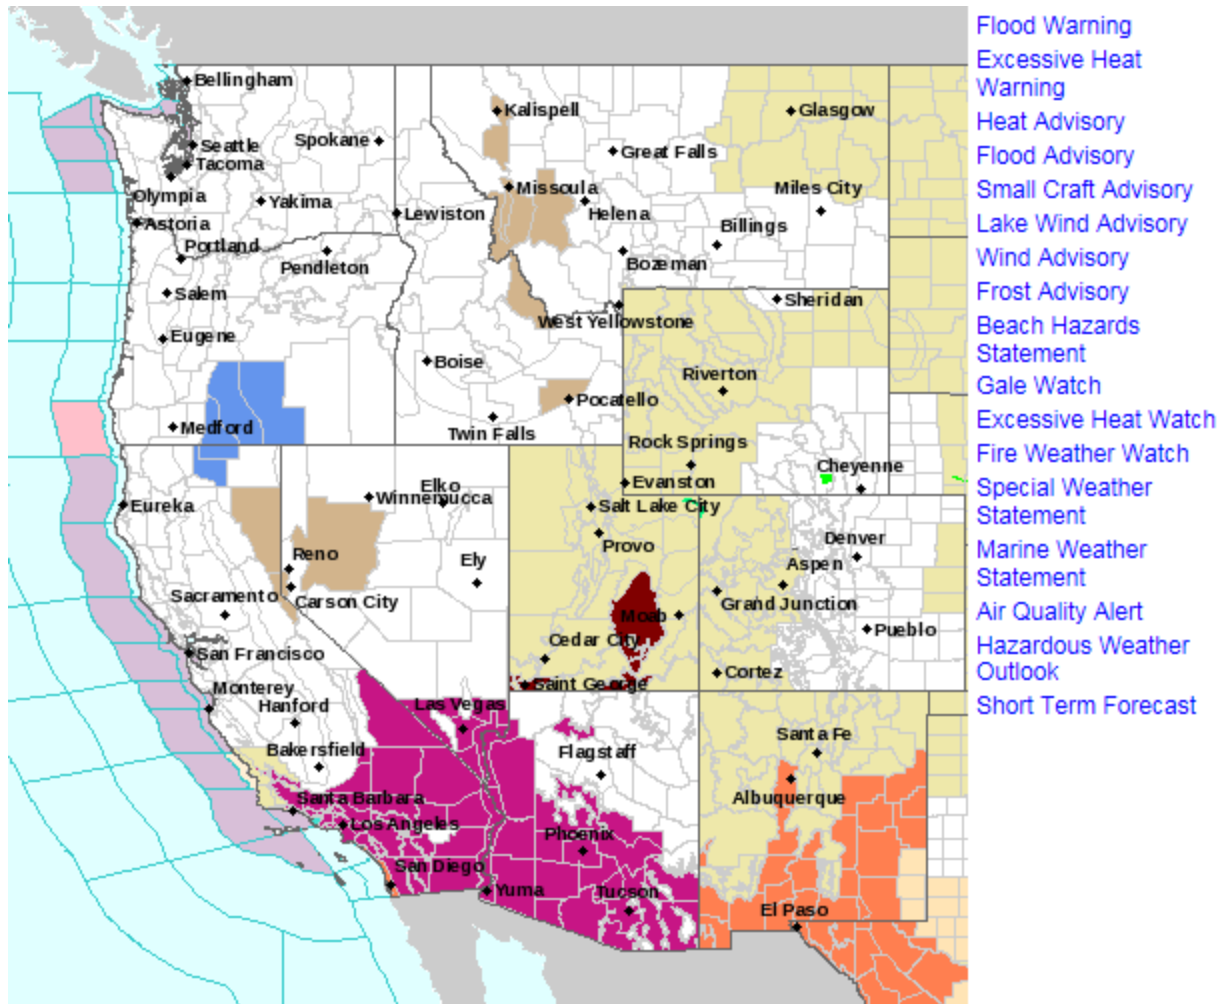 Bellingham
Seattle
Tacoma
Olympia
Spokane
Yakima
Astoria
Portland
Lewiston
Pendleton
Salem
Eugene
Medford
Kalispell
Great Falls
Glasgow
Missoula
Helena
Miles City
Billings
Bozeman
West Yellowstone
Sheridan
Boise
Pocatello
Twin Falls
Riverton
Rock Springs
Evanston
Cheyenne
Eureka
Elko
Winnemucca
Reno
Ely
Carson City
Sacramento
San Francisco
Monterey
Hanford
Bakersfield
Salt Lake City
Provo
Moab
Cedar City
Saint George
Denver
Aspen
Grand Junction
Pueblo
Cortez
Las Vegas
Flagstaff
Santa Fe
Albuquerque
Santa Barbara
Los Angeles
San Diego
Phoenix
Yuma
Tucson
El Paso
Flood Warning
Excessive Heat
Warning
Heat Advisory
Flood Advisory
Small Craft Advisory
Lake Wind Advisory
Wind Advisory
Frost Advisory
Beach Hazards
Statement
Gale Watch
Excessive Heat Watch
Fire Weather Watch
Special Weather
Statement
Marine Weather
Statement
Air Quality Alert
Hazardous Weather
Outlook
Short Term Forecast